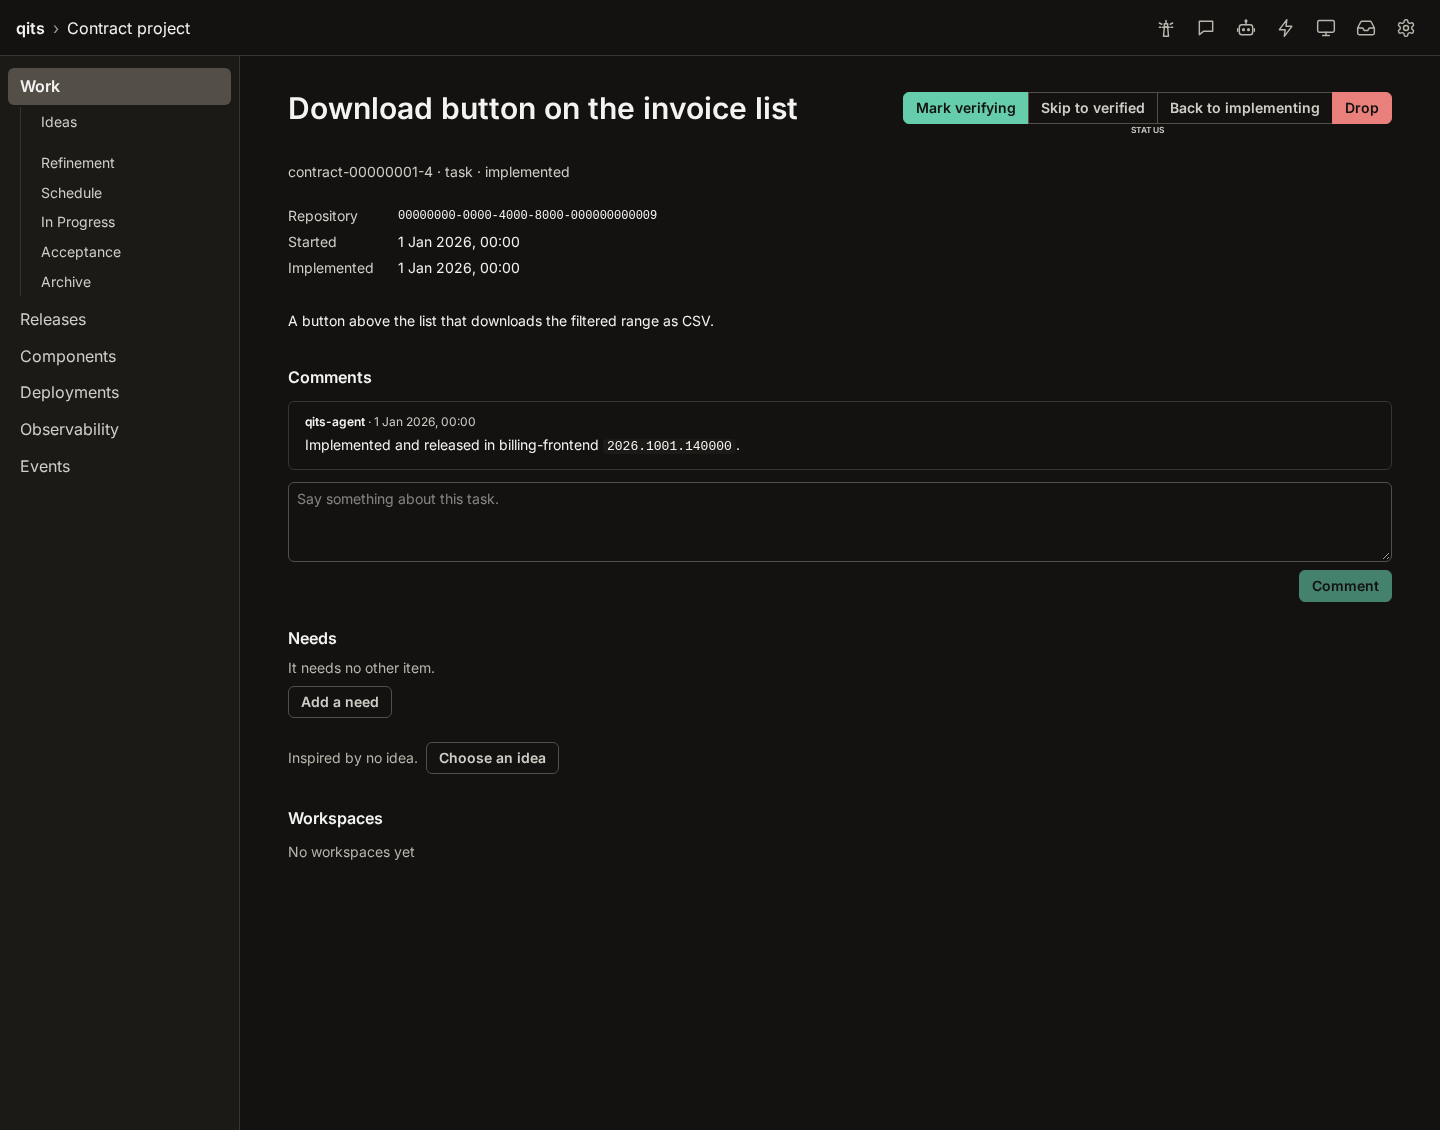 qits › Contract project
Work
Ideas
Refinement
Schedule
In Progress
Acceptance
Archive
Releases
Components
Deployments
Observability
Events
Download button on the invoice list
Mark verifying
Skip to verified
Back to implementing
Drop
STATUS
contract-00000001-4 · task · implemented
Repository 00000000-0000-4000-8000-000000000009
Started 1 Jan 2026, 00:00
Implemented 1 Jan 2026, 00:00
A button above the list that downloads the filtered range as CSV.
Comments
qits-agent · 1 Jan 2026, 00:00
Implemented and released in billing-frontend 2026.1001.140000.
Say something about this task.
Comment
Needs
It needs no other item.
Add a need
Inspired by no idea. Choose an idea
Workspaces
No workspaces yet